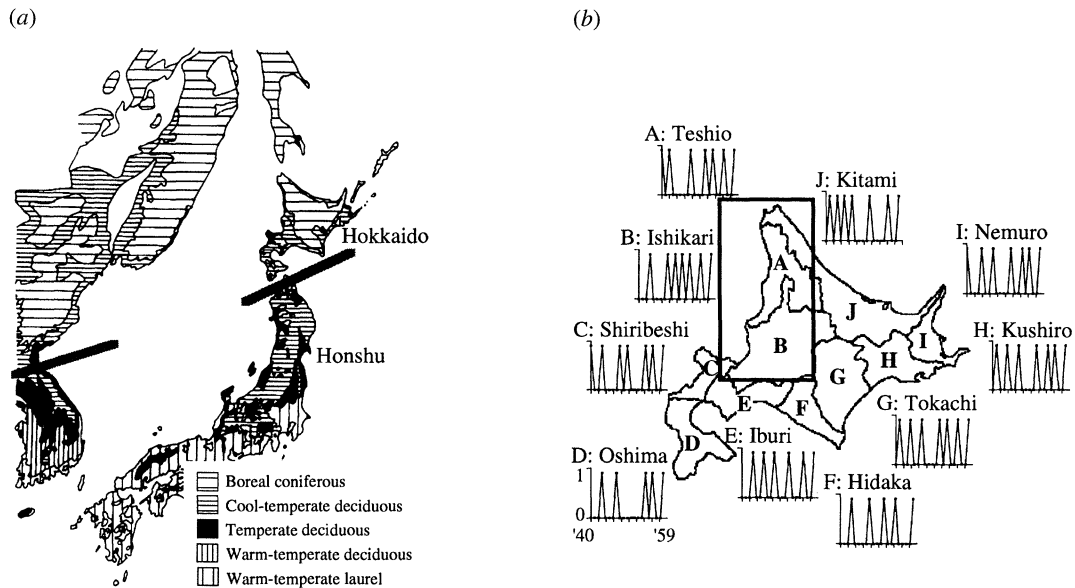 (a)
Hokkaido
Honshu
Boreal coniferous
Cool-temperate deciduous
Temperate deciduous
Warm-temperate deciduous
Warm-temperate laurel
(b)
A: Teshio
J: Kitami
B: Ishikari
I: Nemuro
C: Shiribeshi
H: Kushiro
G: Tokachi
D: Oshima
E: Iburi
F: Hidaka
1
0
'40
'59
A
J
I
B
H
C
G
E
F
D